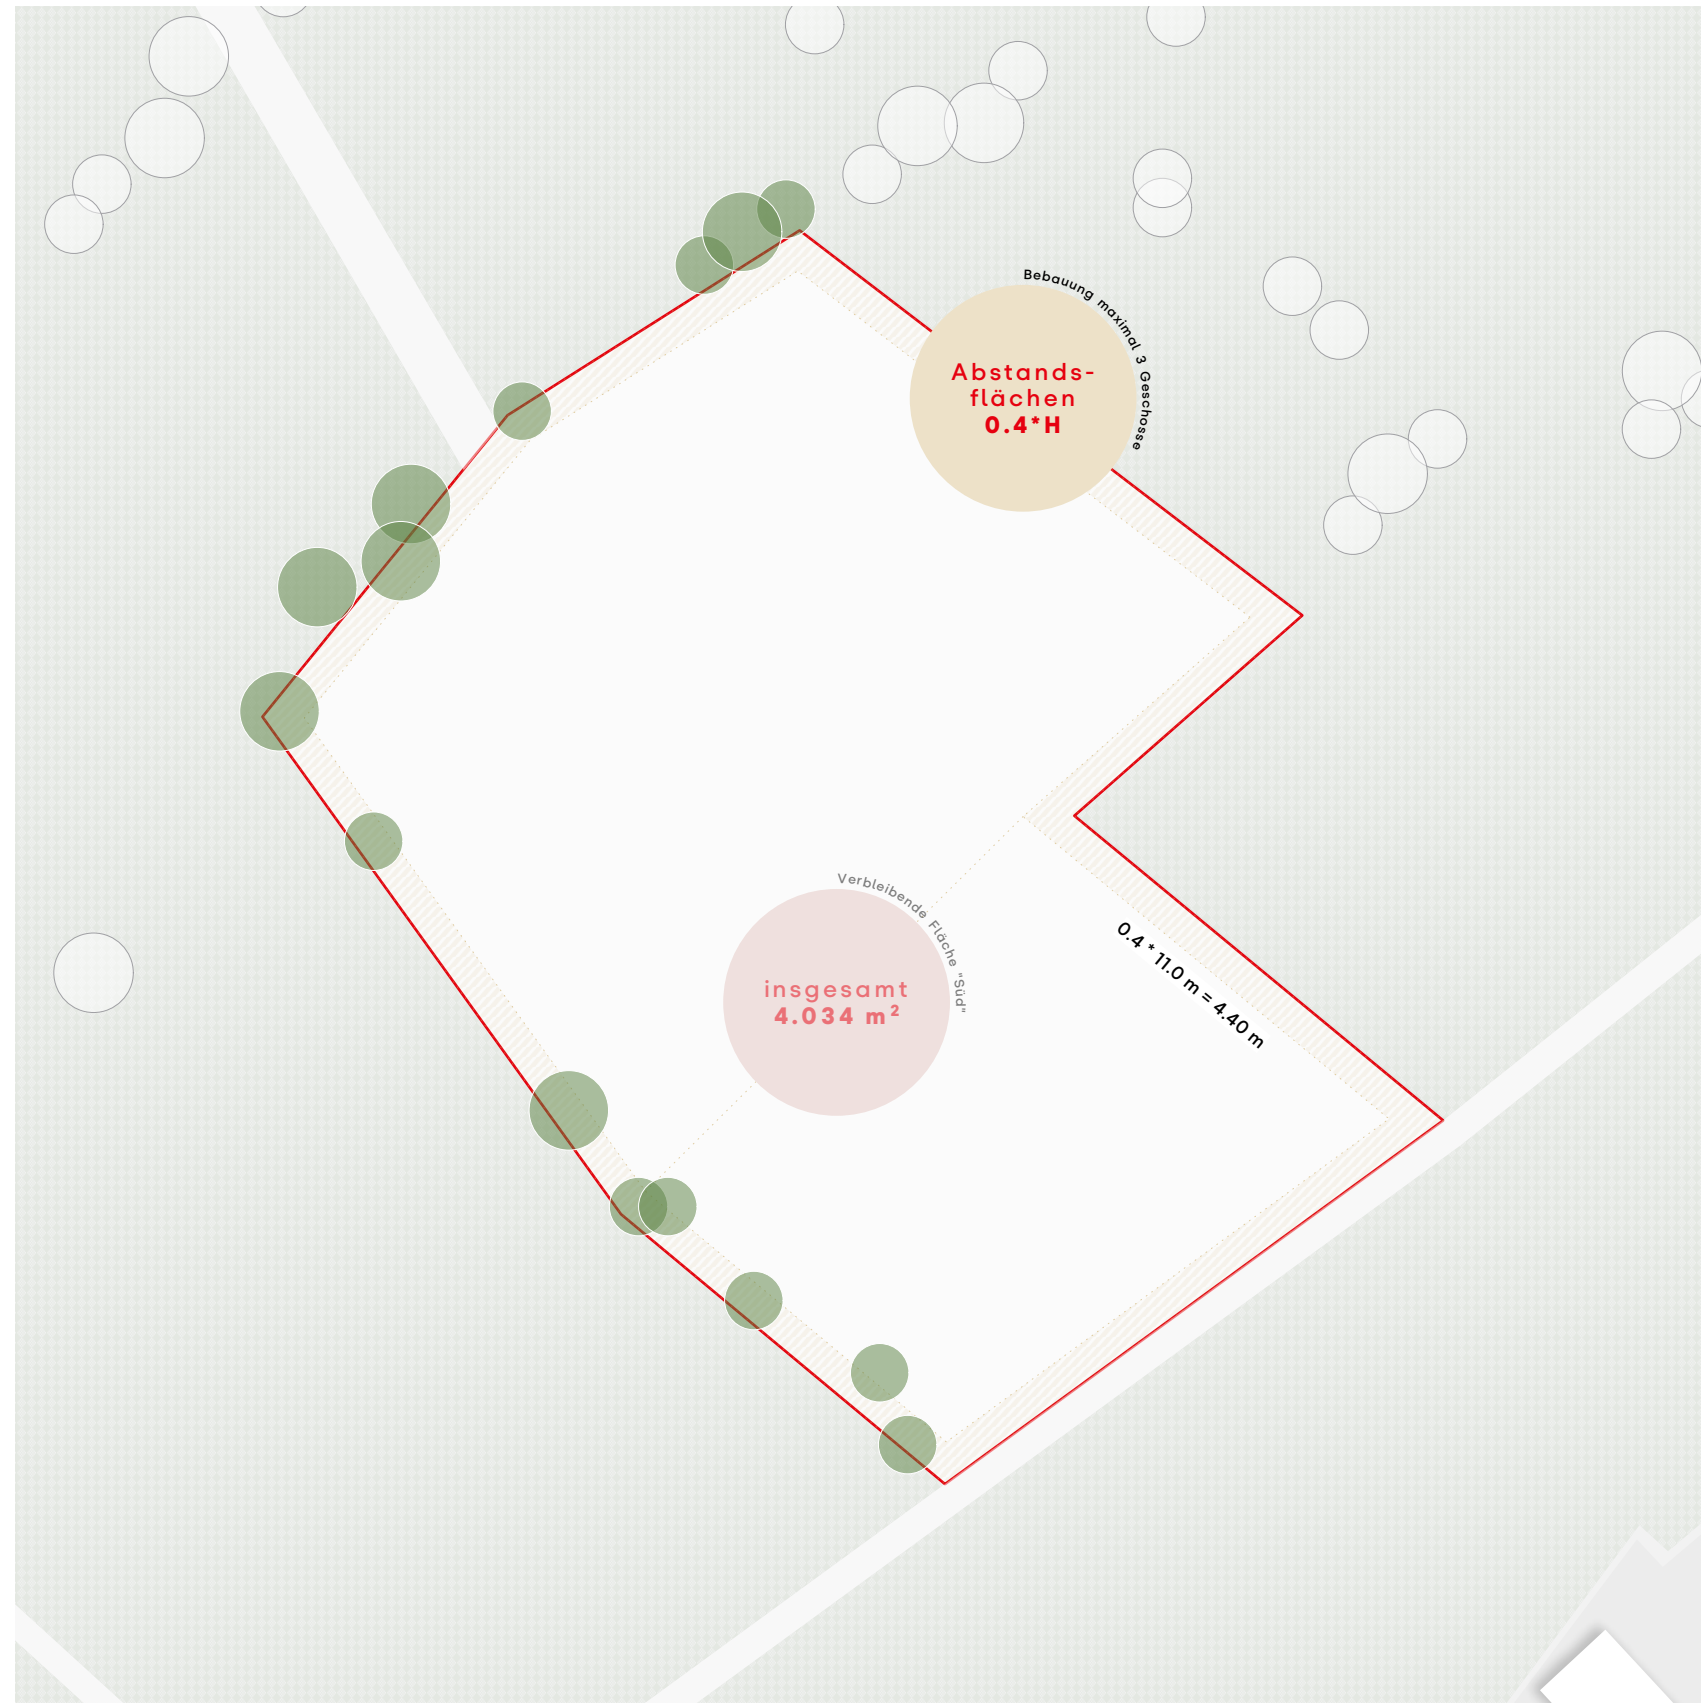 Bebauung maximal 3 Geschosse
Abstands-
flächen
0.4*H
Verbleibende Fläche "Süd"
insgesamt
4.034 m²
0.4 * 11.0 m = 4.40 m